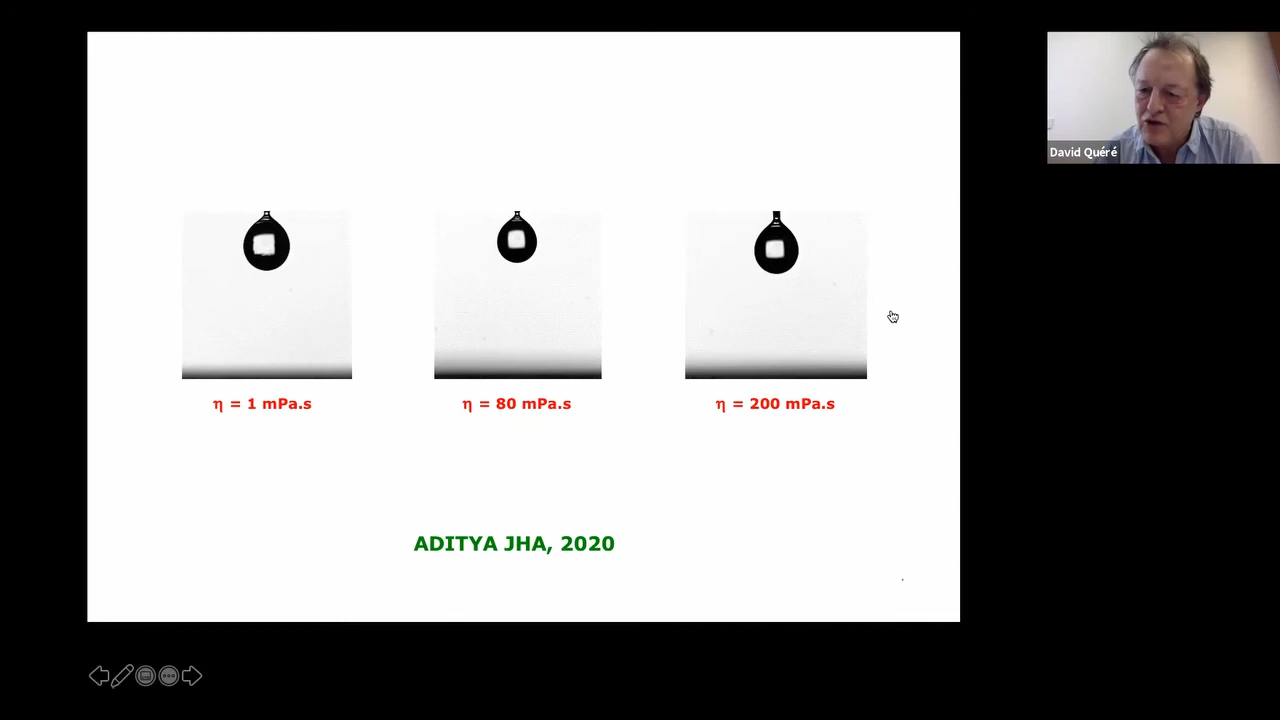 David Quéré
η = 1 mPa.s
η = 80 mPa.s
η = 200 mPa.s
ADITYA JHA, 2020